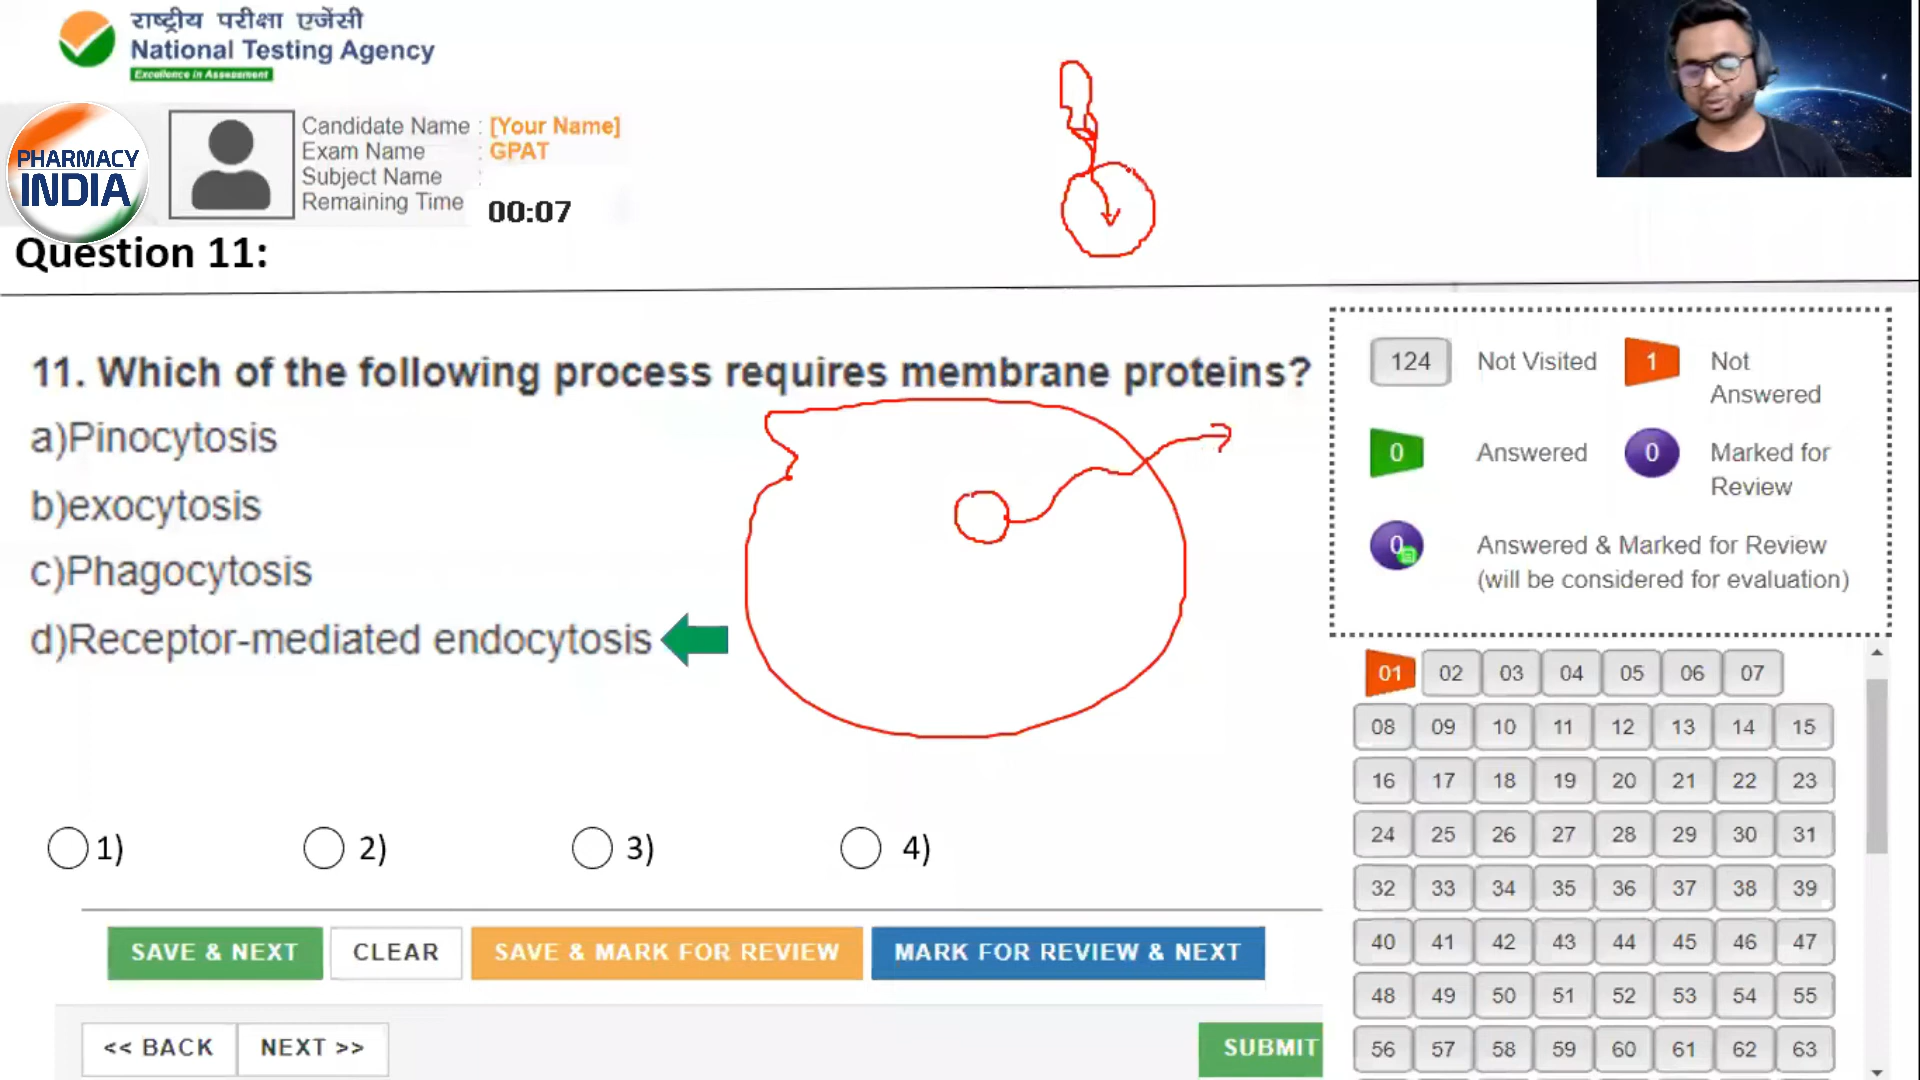 राष्ट्रीय परीक्षा एजेंसी
National Testing Agency
Excellence in Assessment
PHARMACY
INDIA
Candidate Name : [Your Name]
Exam Name : GPAT
Subject Name :
Remaining Time 00:07
Question 11:
11. Which of the following process requires membrane proteins?
a)Pinocytosis
b)exocytosis
c)Phagocytosis
d)Receptor-mediated endocytosis
1) 2) 3) 4)
SAVE & NEXT CLEAR SAVE & MARK FOR REVIEW MARK FOR REVIEW & NEXT
<< BACK NEXT >> SUBMIT
124 Not Visited 1 Not
Answered
0 Answered 0 Marked for
Review
0 Answered & Marked for Review
(will be considered for evaluation)
01 02 03 04 05 06 07
08 09 10 11 12 13 14 15
16 17 18 19 20 21 22 23
24 25 26 27 28 29 30 31
32 33 34 35 36 37 38 39
40 41 42 43 44 45 46 47
48 49 50 51 52 53 54 55
56 57 58 59 60 61 62 63